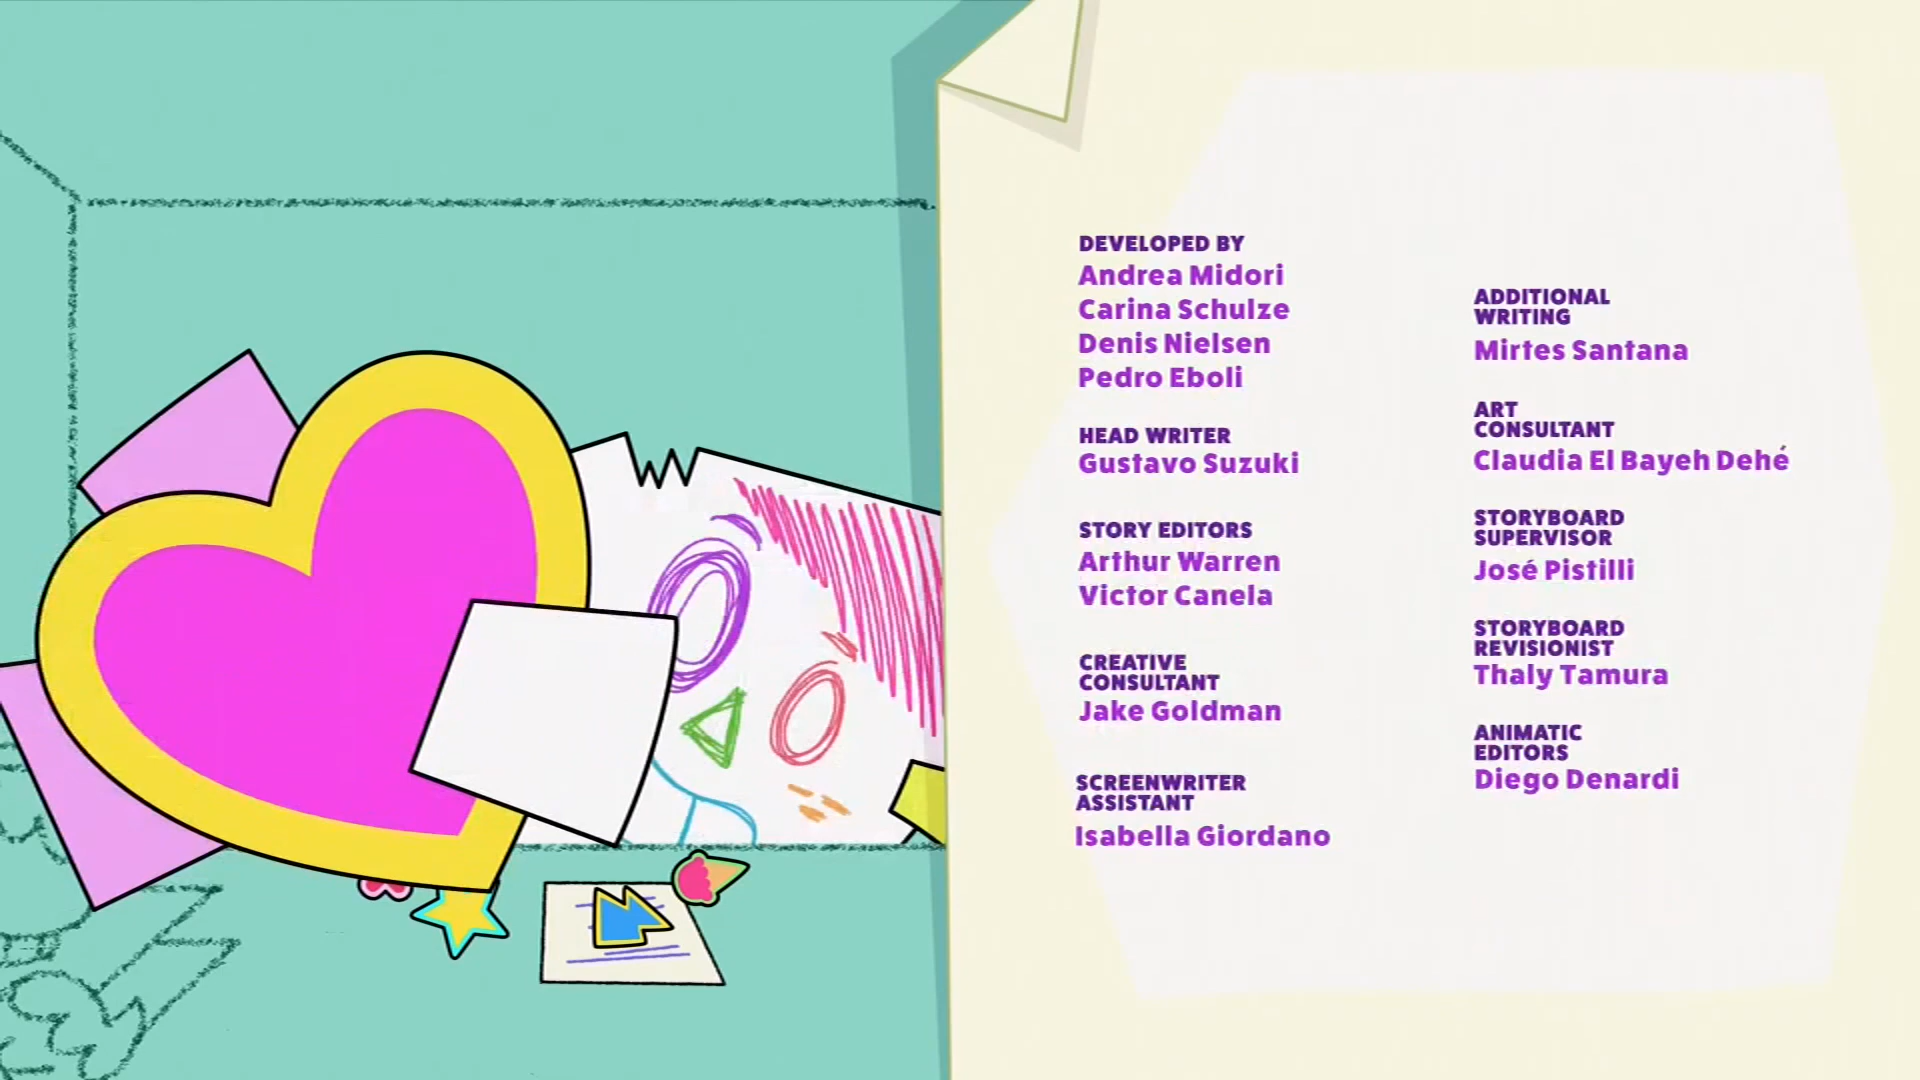 DEVELOPED BY
Andrea Midori
Carina Schulze
Denis Nielsen
Pedro Eboli
HEAD WRITER
Gustavo Suzuki
STORY EDITORS
Arthur Warren
Victor Canela
CREATIVE
CONSULTANT
Jake Goldman
SCREENWRITER
ASSISTANT
Isabella Giordano
ADDITIONAL
WRITING
Mirtes Santana
ART
CONSULTANT
Claudia El Bayeh Dehé
STORYBOARD
SUPERVISOR
José Pistilli
STORYBOARD
REVISIONIST
Thaly Tamura
ANIMATIC
EDITORS
Diego Denardi